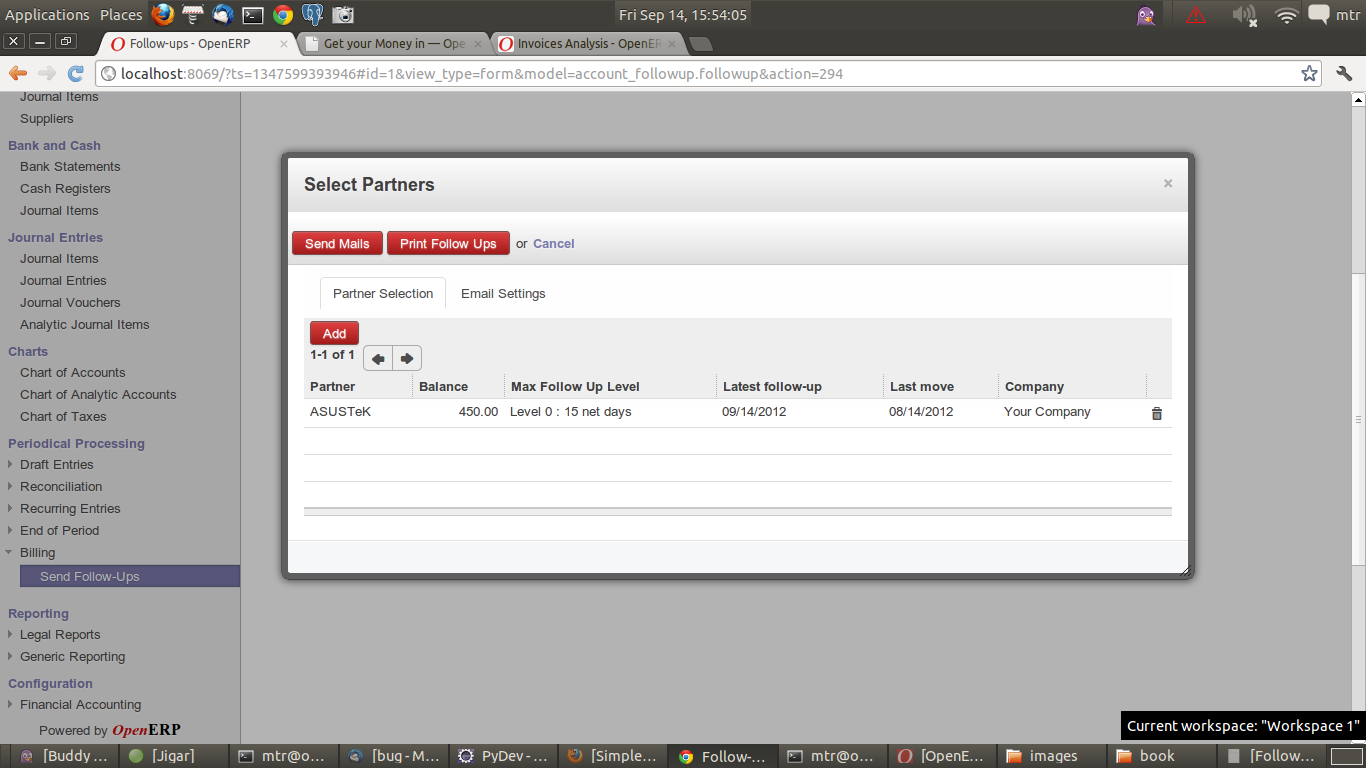 Applications Places Fri Sep 14, 15:54:05 mtr
Follow-ups - OpenERP Get your Money in — Ope Invoices Analysis - OpenER
localhost:8069/?ts=1347599393946#id=1&view_type=form&model=account_followup.followup&action=294
Journal Items
Suppliers
Bank and Cash
Bank Statements
Cash Registers
Journal Items
Journal Entries
Journal Items
Journal Entries
Journal Vouchers
Analytic Journal Items
Charts
Chart of Accounts
Chart of Analytic Accounts
Chart of Taxes
Periodical Processing
Draft Entries
Reconciliation
Recurring Entries
End of Period
Billing
Send Follow-Ups
Reporting
Legal Reports
Generic Reporting
Configuration
Financial Accounting
Powered by OpenERP
Select Partners ×
Send Mails Print Follow Ups or Cancel
Partner Selection Email Settings
Add
1-1 of 1
Partner Balance Max Follow Up Level Latest follow-up Last move Company
ASUSTeK 450.00 Level 0 : 15 net days 09/14/2012 08/14/2012 Your Company
Current workspace: "Workspace 1"
[Buddy ... [Jigar] mtr@o... [bug - M... PyDev - ... [Simple... Follow-... mtr@o... [OpenE... images book [Follow...